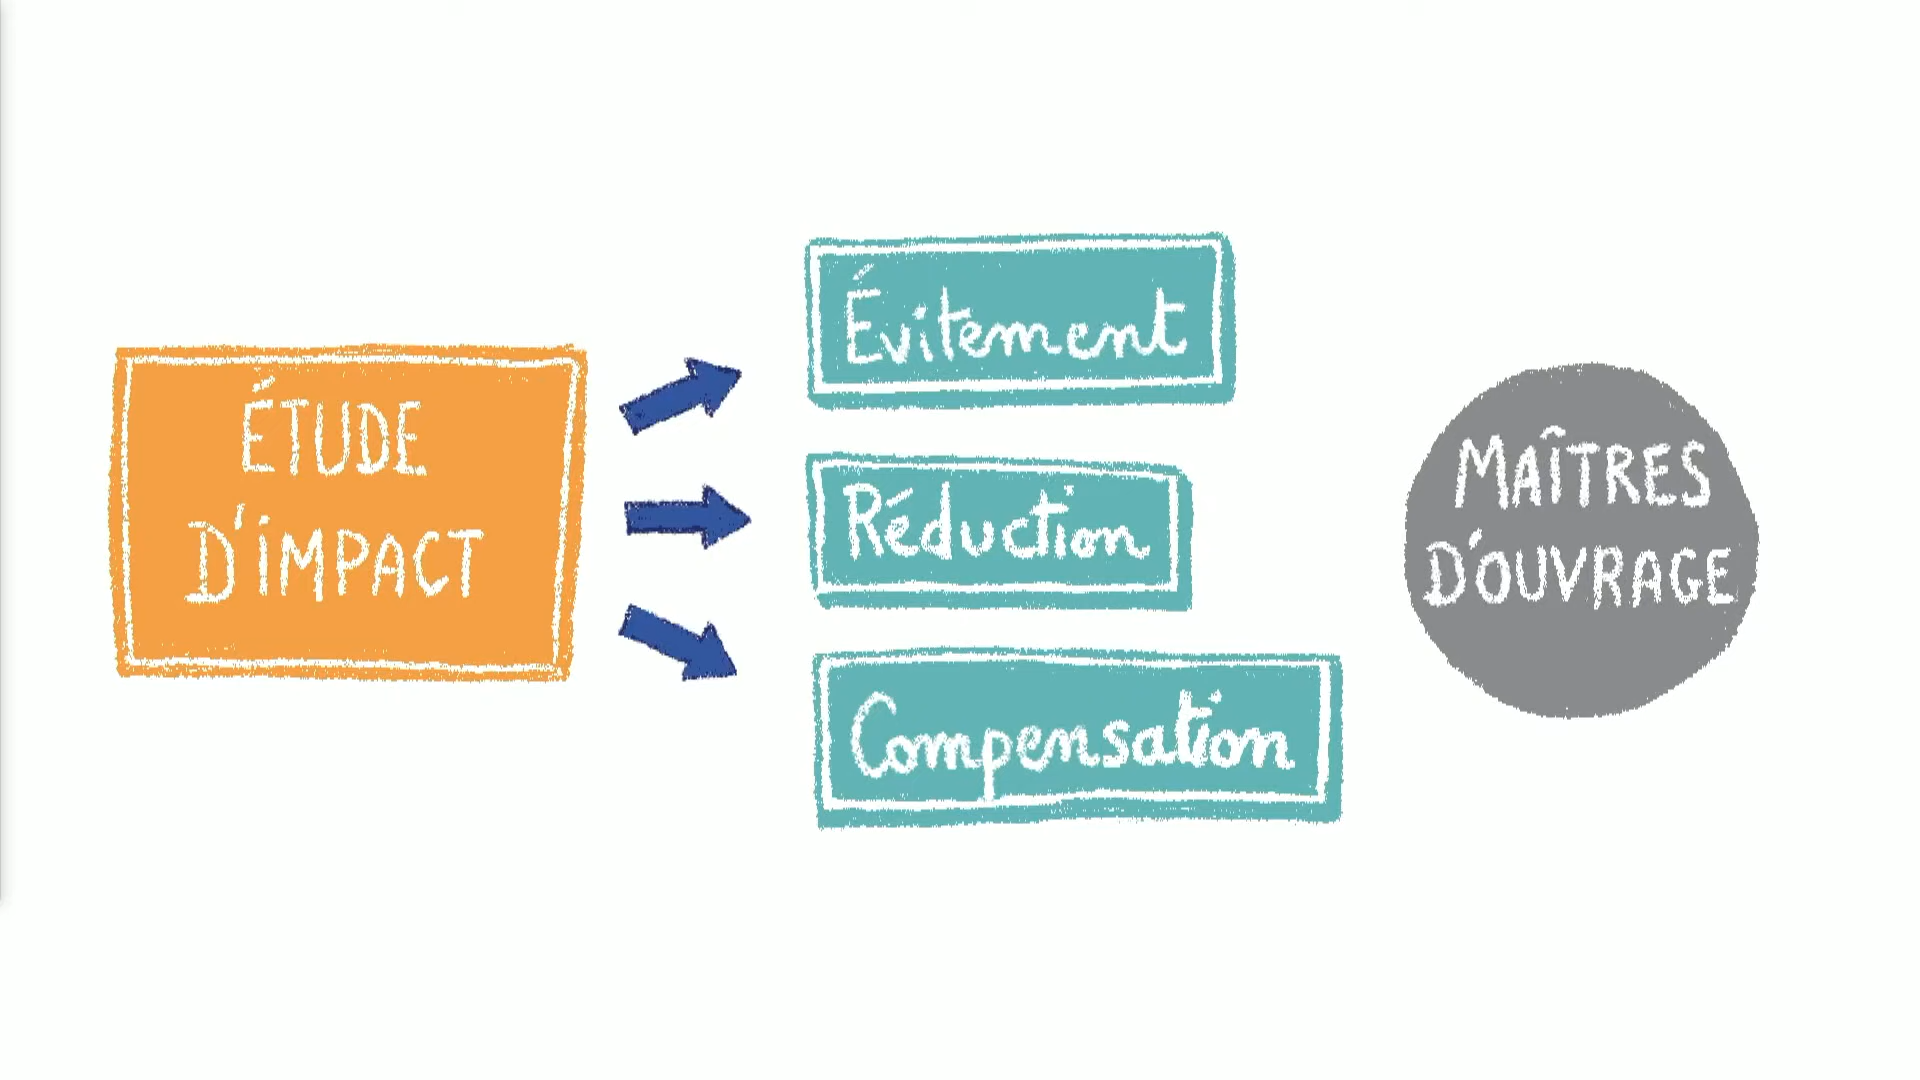 ÉTUDE
D'IMPACT
Évitement
Réduction
Compensation
MAÎTRES
D'OUVRAGE